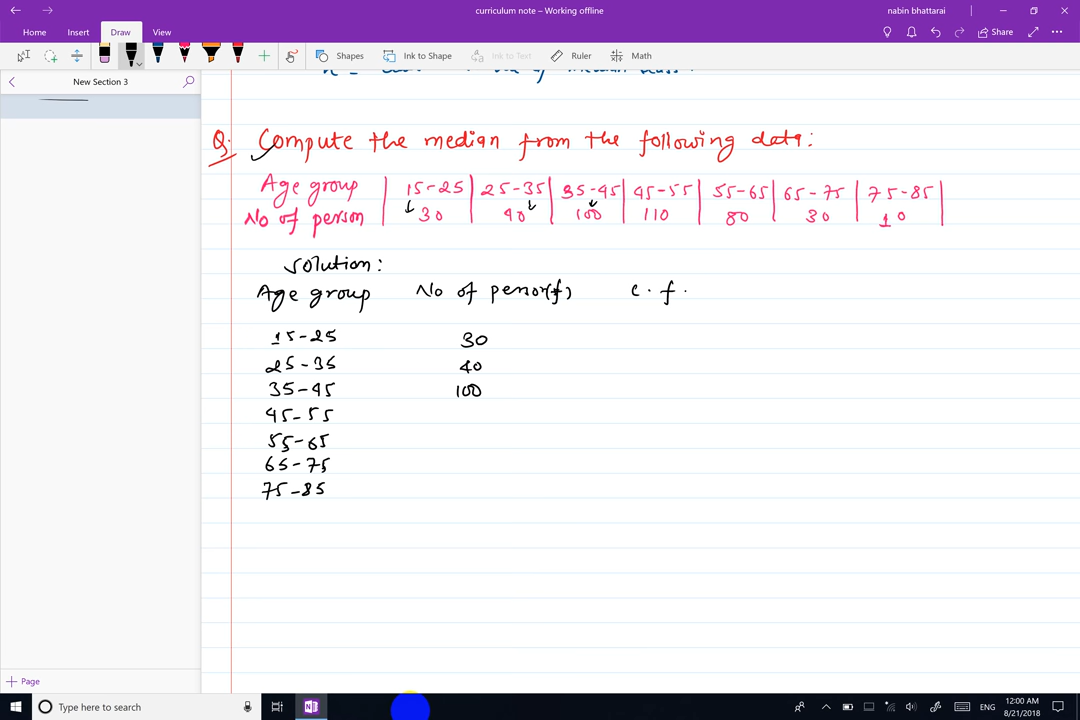 curriculum note – Working offline
nabin bhattarai
Home Insert Draw View
Share
Shapes Ink to Shape Ink to Text Ruler Math
New Section 3
Q. Compute the median from the following data:
Age group 15-25 25-35 35-45 45-55 55-65 65-75 75-85
No of person 30 40 100 110 80 30 10
Solution:
Age group No of person(f) c.f.
15-25 30
25-35 40
35-45 100
45-55
55-65
65-75
75-85
+ Page
Type here to search
ENG
12:00 AM
8/21/2018